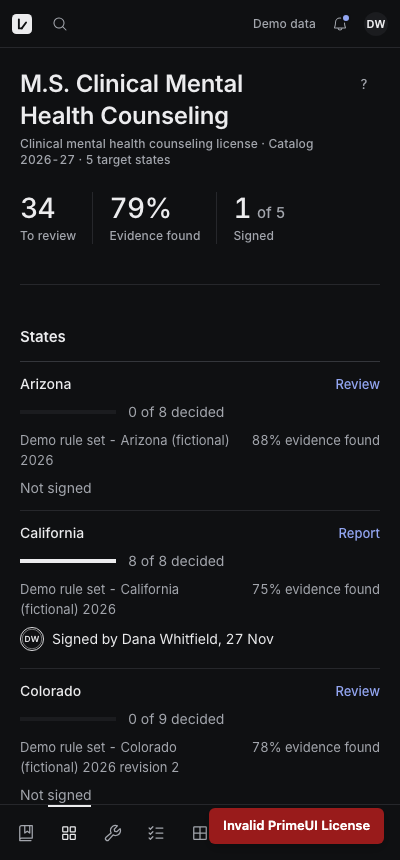 Demo data
DW
M.S. Clinical Mental
Health Counseling
?
Clinical mental health counseling license · Catalog
2026-27 · 5 target states
34
79%
1 of 5
To review
Evidence found
Signed
States
Arizona
Review
0 of 8 decided
Demo rule set - Arizona (fictional)
2026
88% evidence found
Not signed
California
Report
8 of 8 decided
Demo rule set - California
(fictional) 2026
75% evidence found
DW
Signed by Dana Whitfield, 27 Nov
Colorado
Review
0 of 9 decided
Demo rule set - Colorado
(fictional) 2026 revision 2
78% evidence found
Not signed
Invalid PrimeUI License